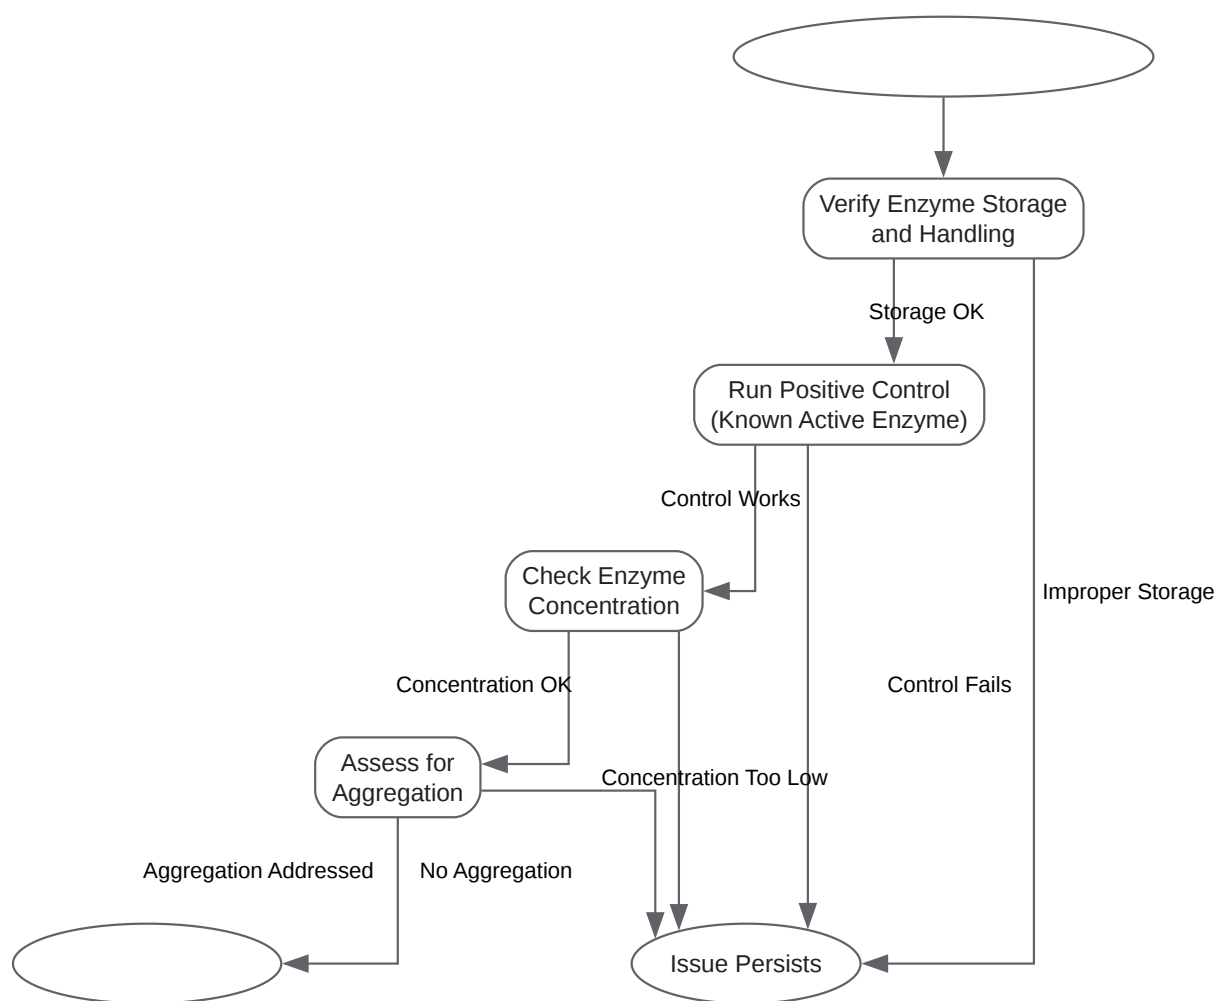 Verify Enzyme Storage
and Handling
Storage OK
Run Positive Control
(Known Active Enzyme)
Control Works
Check Enzyme
Concentration
Improper Storage
Concentration OK
Control Fails
Assess for
Aggregation
Concentration Too Low
Aggregation Addressed
No Aggregation
Issue Persists